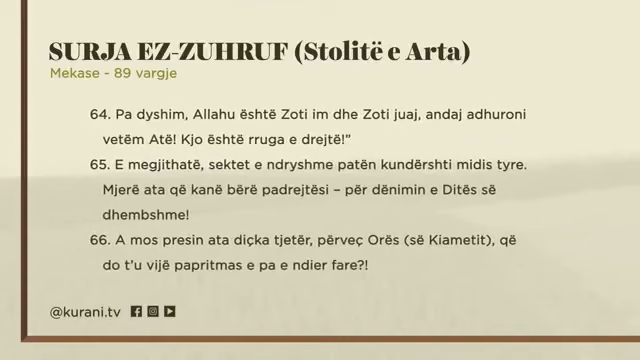 SURJA EZ-ZUHRUF (Stolitë e Arta)
Mekase - 89 vargje
64. Pa dyshim, Allahu është Zoti im dhe Zoti juaj, andaj adhuroni
vetëm Atë! Kjo është rruga e drejtë!”
65. E megjithatë, sektet e ndryshme patën kundërshti midis tyre.
Mjerë ata që kanë bërë padrejtësi – për dënimin e Ditës së
dhembshme!
66. A mos presin ata diçka tjetër, përveç Orës (së Kiametit), që
do t’u vijë papritmas e pa e ndier fare?!
@kurani.tv